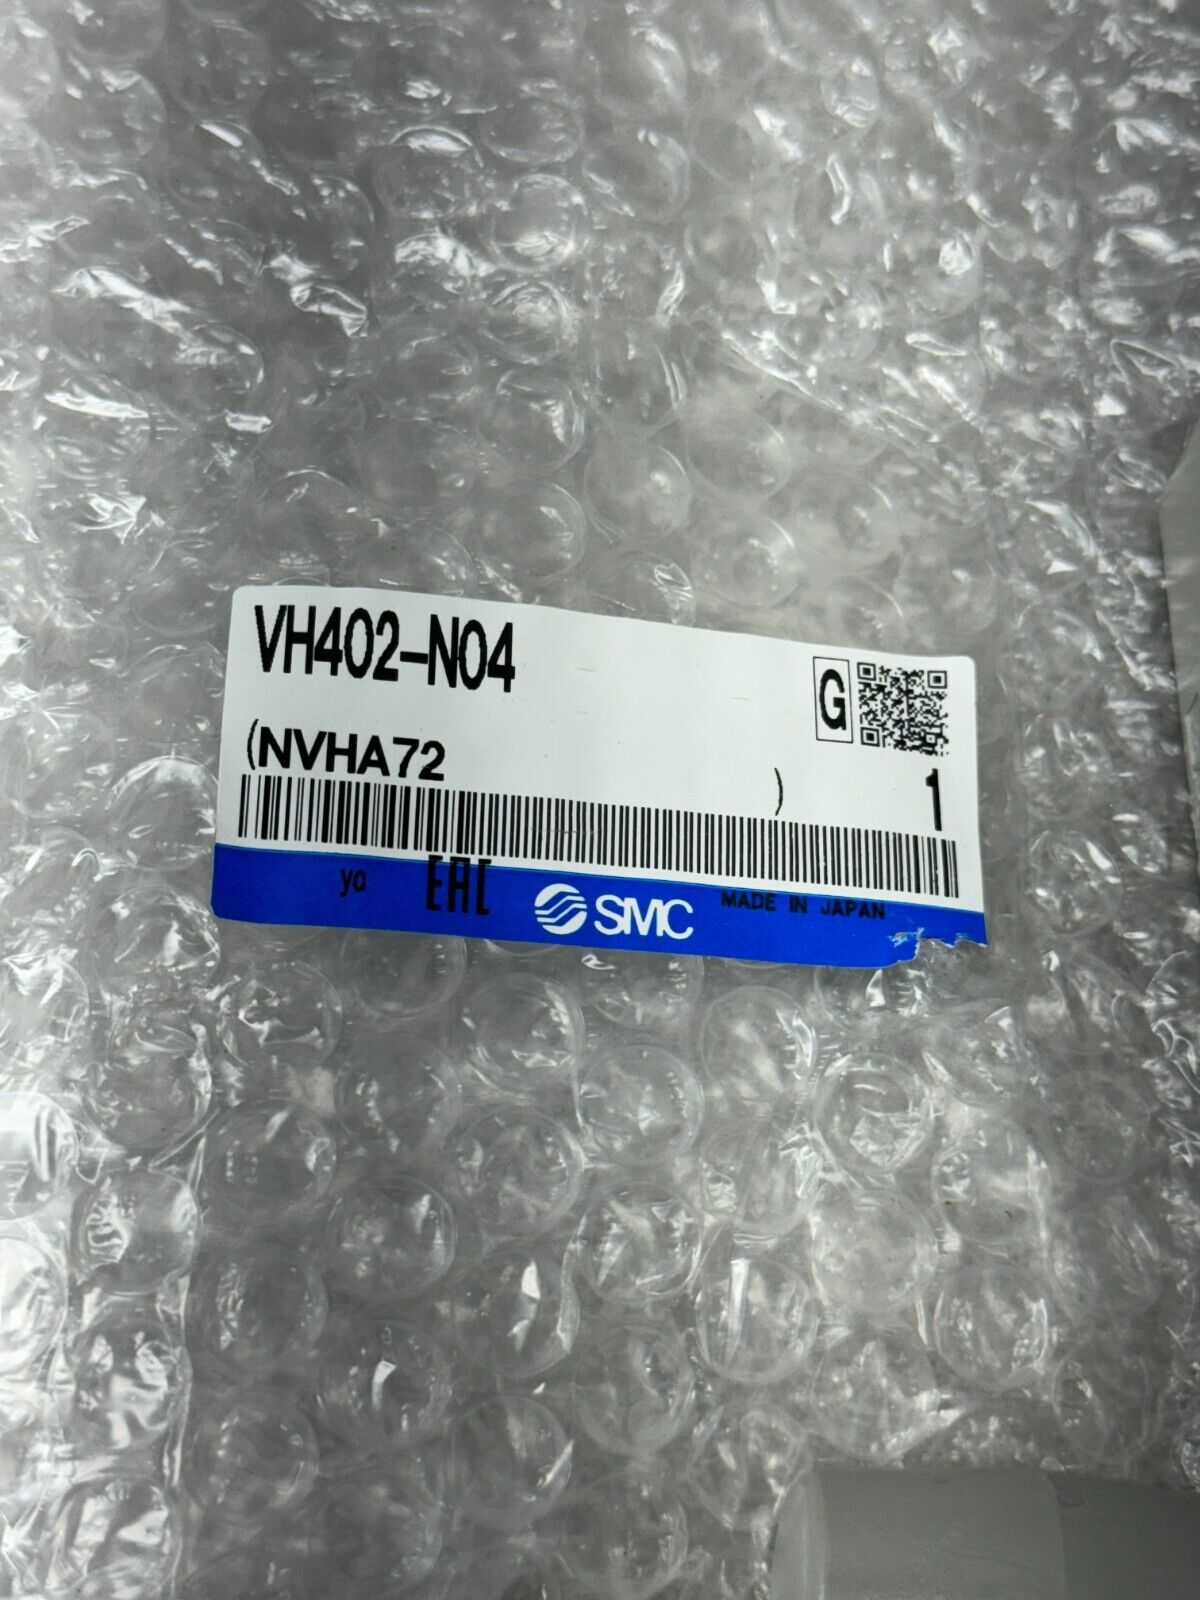 VH402-N04
G
(NVHA72 )
1
yo EAC SMC MADE IN JAPAN